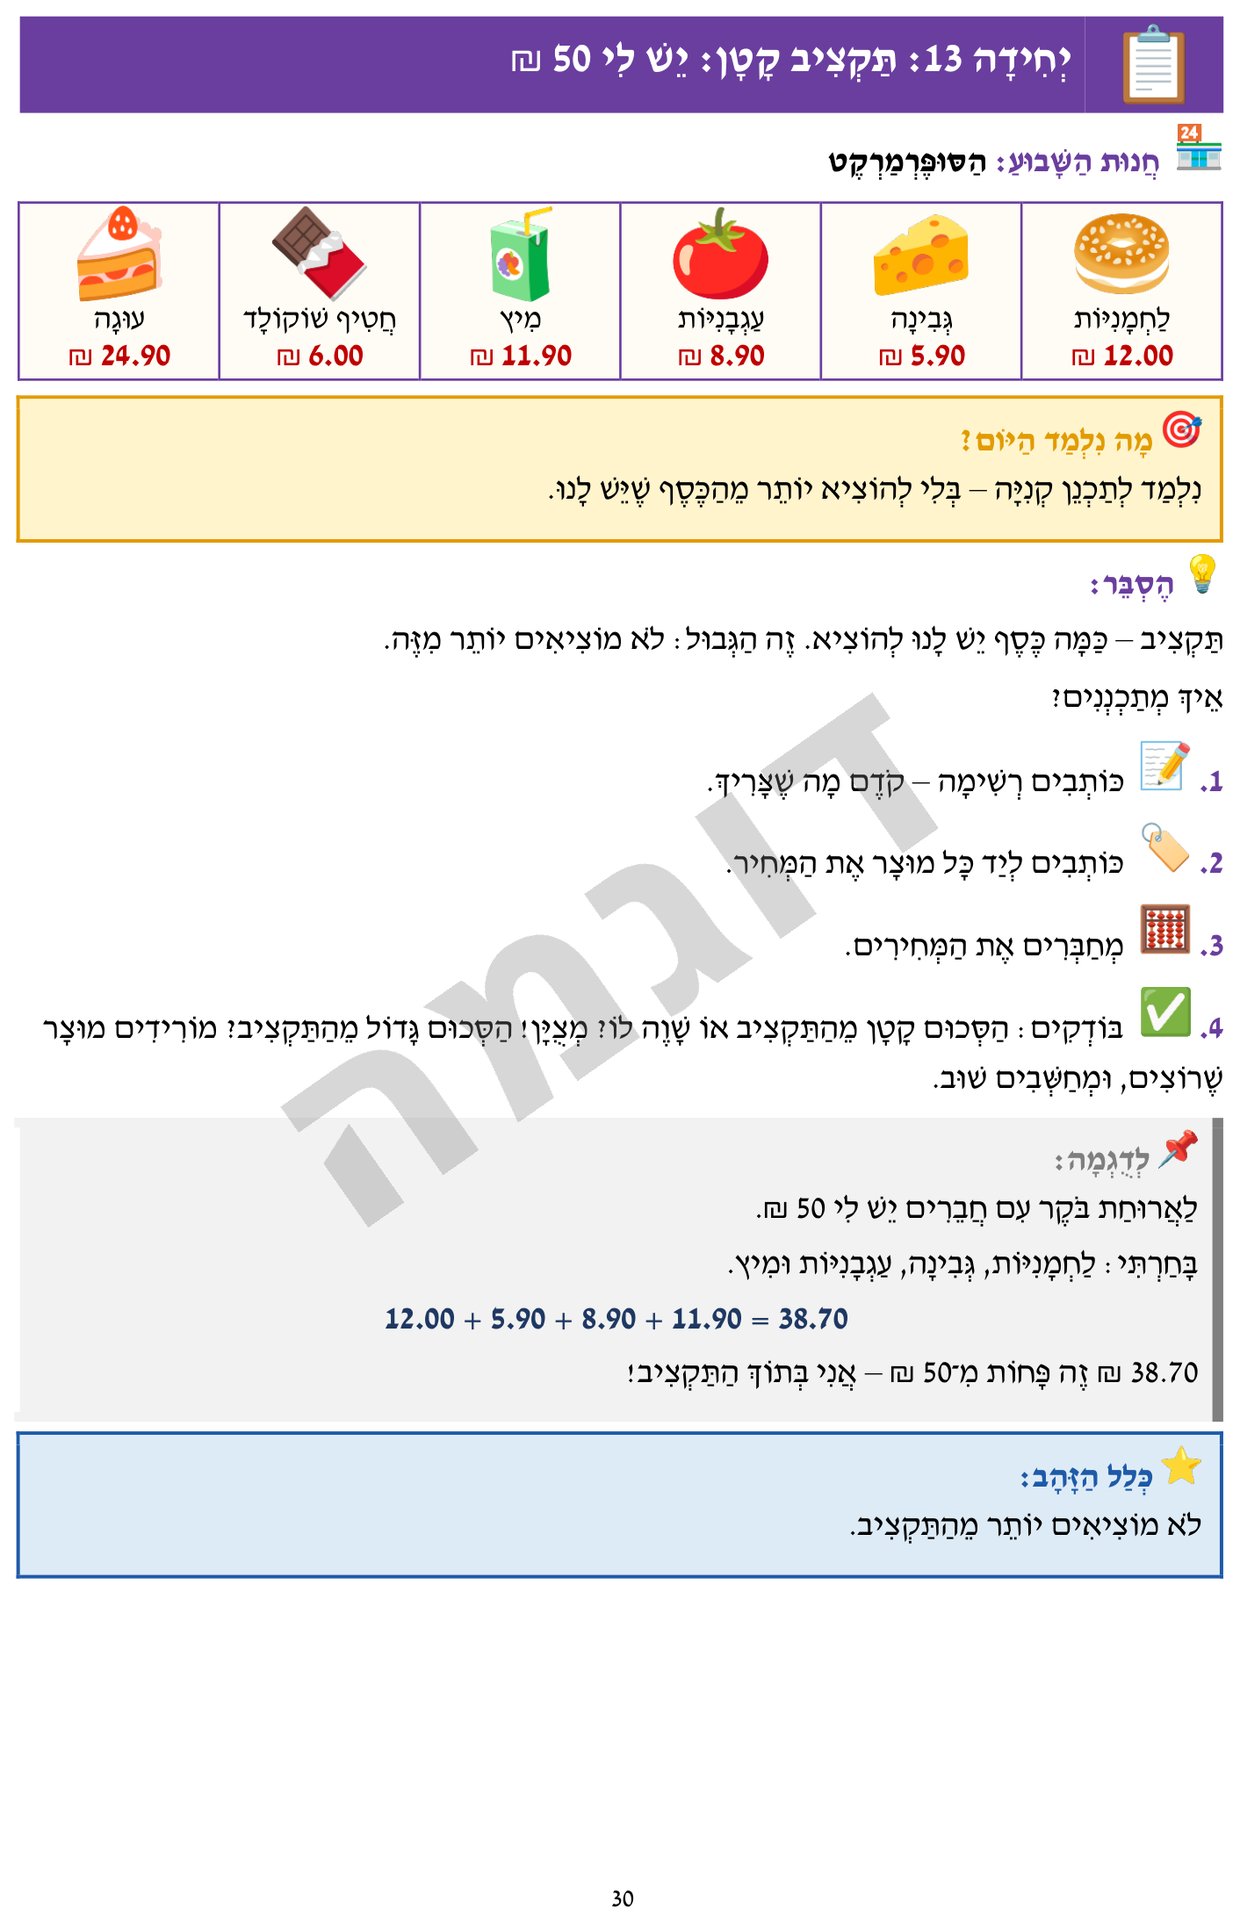 יְחִידָה 13: תַּקְצִיב קָטָן: יֵשׁ לִי 50 ₪
24
חֲנוּת הַשָּׁבוּעַ: הַסּוּפֶּרְמַרְקֶט
לַחְמָנִיּוֹת
12.00 ₪
גְּבִינָה
5.90 ₪
עַגְבָנִיּוֹת
8.90 ₪
מִיץ
11.90 ₪
חֲטִיף שׁוֹקוֹלָד
6.00 ₪
עוּגָה
24.90 ₪
מָה נִלְמַד הַיּוֹם?
נִלְמַד לְתַכְנֵן קְנִיָּה – בְּלִי לְהוֹצִיא יוֹתֵר מֵהַכֶּסֶף שֶׁיֵּשׁ לָנוּ.
הֶסְבֵּר:
תַּקְצִיב – כַּמָּה כֶּסֶף יֵשׁ לָנוּ לְהוֹצִיא. זֶה הַגְּבוּל: לֹא מוֹצִיאִים יוֹתֵר מִזֶּה.
אֵיךְ מְתַכְנְנִים?
1. כּוֹתְבִים רְשִׁימָה – קֹדֶם מָה שֶׁצָּרִיךְ.
2. כּוֹתְבִים לְיַד כָּל מוּצָר אֶת הַמְּחִיר.
3. מְחַבְּרִים אֶת הַמְּחִירִים.
4. בּוֹדְקִים: הַסְּכוּם קָטָן מֵהַתַּקְצִיב אוֹ שָׁוֶה לוֹ? מְצֻיָּן! הַסְּכוּם גָּדוֹל מֵהַתַּקְצִיב? מוֹרִידִים מוּצָר
שֶׁרוֹצִים, וּמְחַשְּׁבִים שׁוּב.
דוגמה
לְדֻגְמָה:
לַאֲרוּחַת בֹּקֶר עִם חֲבֵרִים יֵשׁ לִי 50 ₪.
בָּחַרְתִּי: לַחְמָנִיּוֹת, גְּבִינָה, עַגְבָנִיּוֹת וּמִיץ.
12.00 + 5.90 + 8.90 + 11.90 = 38.70
38.70 ₪ זֶה פָּחוֹת מִ־50 ₪ – אֲנִי בְּתוֹךְ הַתַּקְצִיב!
כְּלַל הַזָּהָב:
לֹא מוֹצִיאִים יוֹתֵר מֵהַתַּקְצִיב.
30